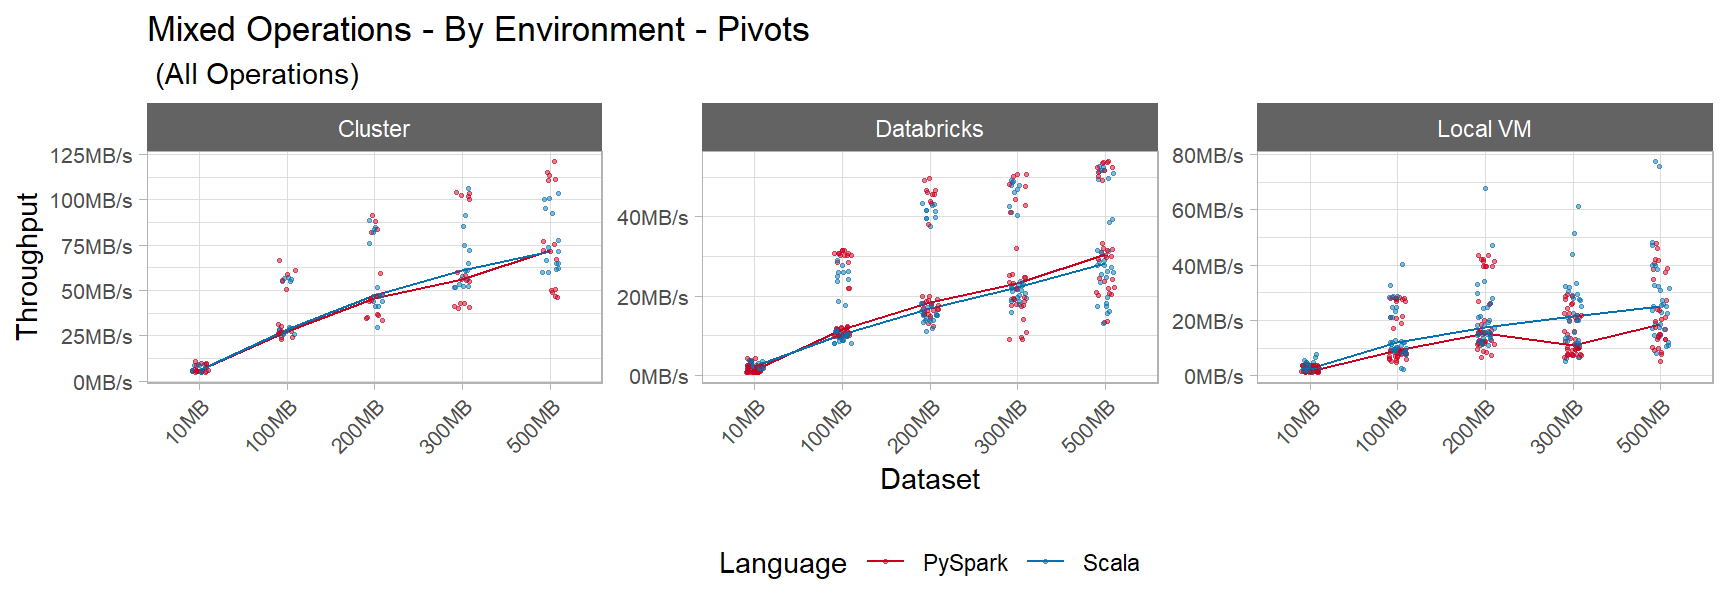 Mixed Operations - By Environment - Pivots
(All Operations)
Cluster
Databricks
Local VM
Throughput
125MB/s
100MB/s
75MB/s
50MB/s
25MB/s
0MB/s
40MB/s
20MB/s
0MB/s
80MB/s
60MB/s
40MB/s
20MB/s
0MB/s
10MB
100MB
200MB
300MB
500MB
10MB
100MB
200MB
300MB
500MB
10MB
100MB
200MB
300MB
500MB
Dataset
Language PySpark Scala